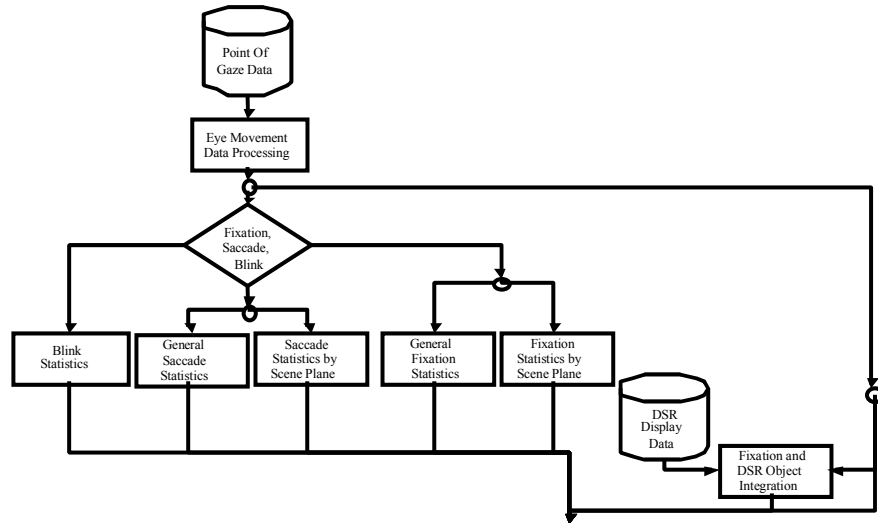 Point Of
Gaze Data
Eye Movement
Data Processing
Fixation,
Saccade,
Blink
Blink
Statistics
General
Saccade
Statistics
Saccade
Statistics by
Scene Plane
General
Fixation
Statistics
Fixation
Statistics by
Scene Plane
DSR
Display
Data
Fixation and
DSR Object
Integration